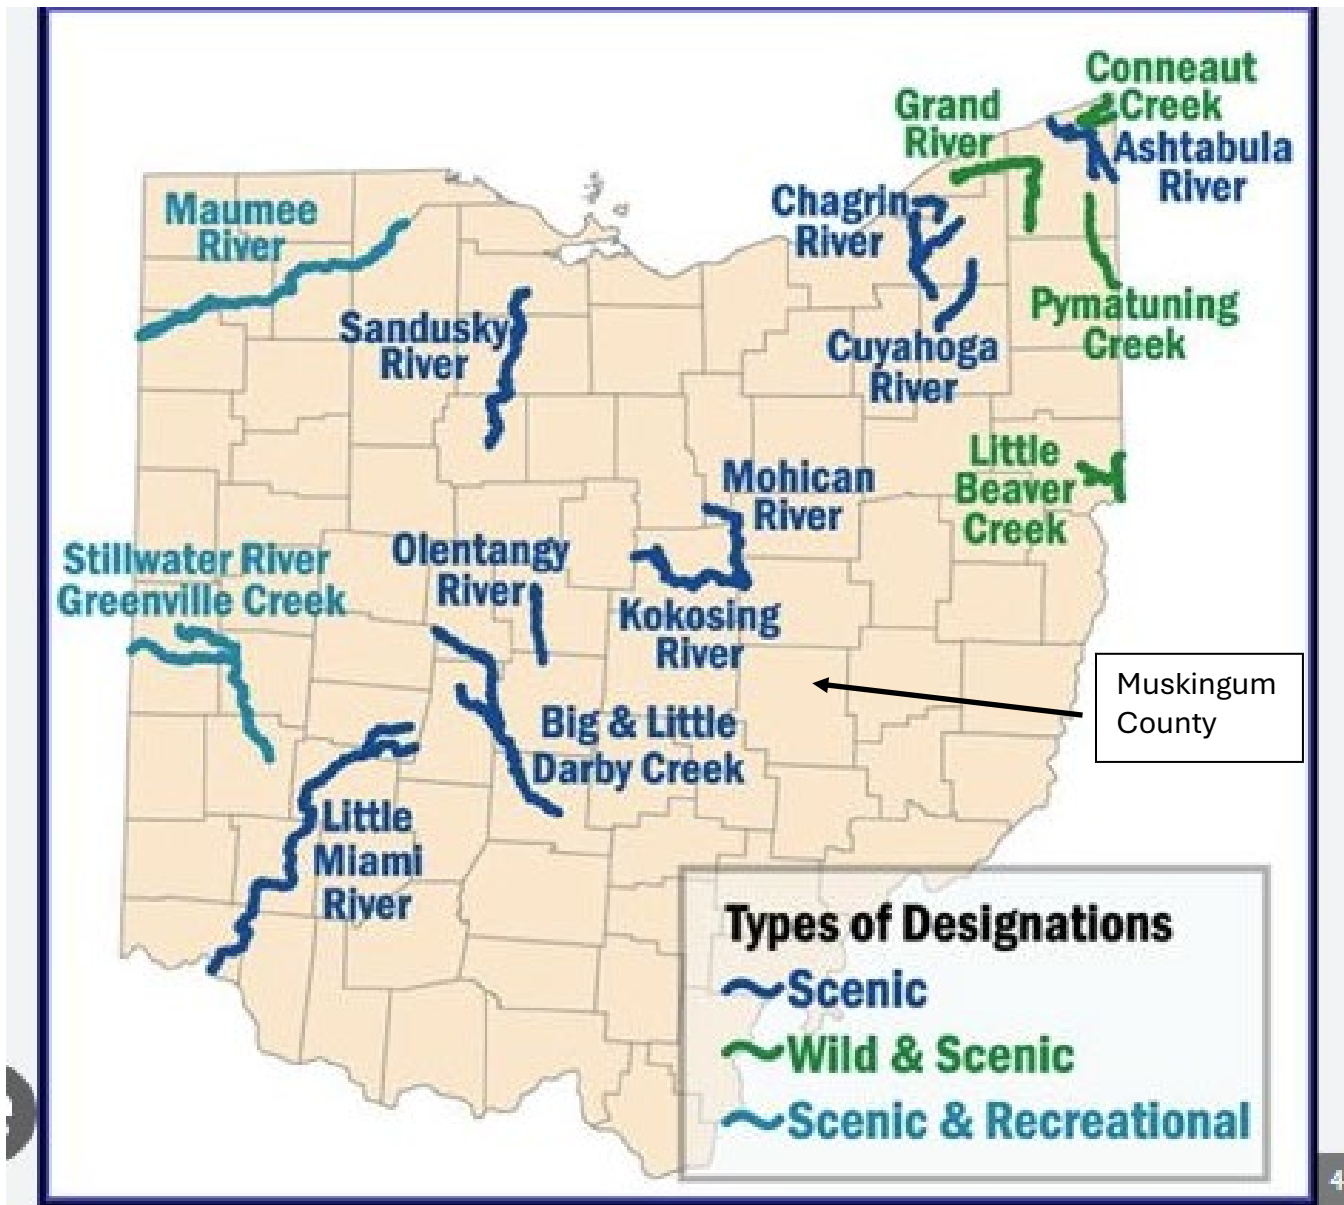 Conneaut
Creek
Grand
River
Ashtabula
River
Maumee
River
Chagrin
River
Pymatuning
Creek
Sandusky
River
Cuyahoga
River
Little
Beaver
Creek
Mohican
River
Olentangy
River
Stillwater River
Greenville Creek
Kokosing
River
Muskingum
County
Big & Little
Darby Creek
Little
Miami
River
Types of Designations
Scenic
Wild & Scenic
Scenic & Recreational
4